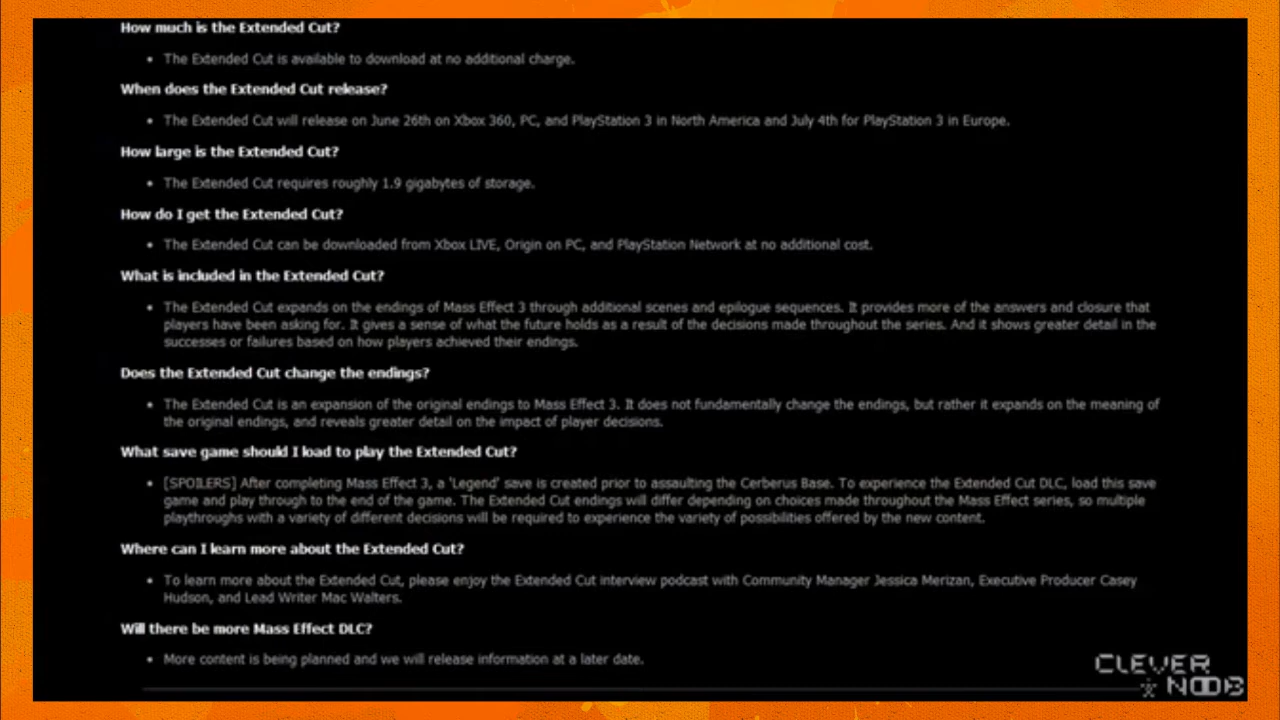 How much is the Extended Cut?
• The Extended Cut is available to download at no additional charge.
When does the Extended Cut release?
• The Extended Cut will release on June 26th on Xbox 360, PC, and PlayStation 3 in North America and July 4th for PlayStation 3 in Europe.
How large is the Extended Cut?
• The Extended Cut requires roughly 1.9 gigabytes of storage.
How do I get the Extended Cut?
• The Extended Cut can be downloaded from Xbox LIVE, Origin on PC, and PlayStation Network at no additional cost.
What is included in the Extended Cut?
• The Extended Cut expands on the endings of Mass Effect 3 through additional scenes and epilogue sequences. It provides more of the answers and closure that
players have been asking for. It gives a sense of what the future holds as a result of the decisions made throughout the series. And it shows greater detail in the
successes or failures based on how players achieved their endings.
Does the Extended Cut change the endings?
• The Extended Cut is an expansion of the original endings to Mass Effect 3. It does not fundamentally change the endings, but rather it expands on the meaning of
the original endings, and reveals greater detail on the impact of player decisions.
What save game should I load to play the Extended Cut?
• [SPOILERS] After completing Mass Effect 3, a 'Legend' save is created prior to assaulting the Cerberus Base. To experience the Extended Cut DLC, load this save
game and play through to the end of the game. The Extended Cut endings will differ depending on choices made throughout the Mass Effect series, so multiple
playthroughs with a variety of different decisions will be required to experience the variety of possibilities offered by the new content.
Where can I learn more about the Extended Cut?
• To learn more about the Extended Cut, please enjoy the Extended Cut interview podcast with Community Manager Jessica Merizan, Executive Producer Casey
Hudson, and Lead Writer Mac Walters.
Will there be more Mass Effect DLC?
• More content is being planned and we will release information at a later date.
CLEVER
NOOB